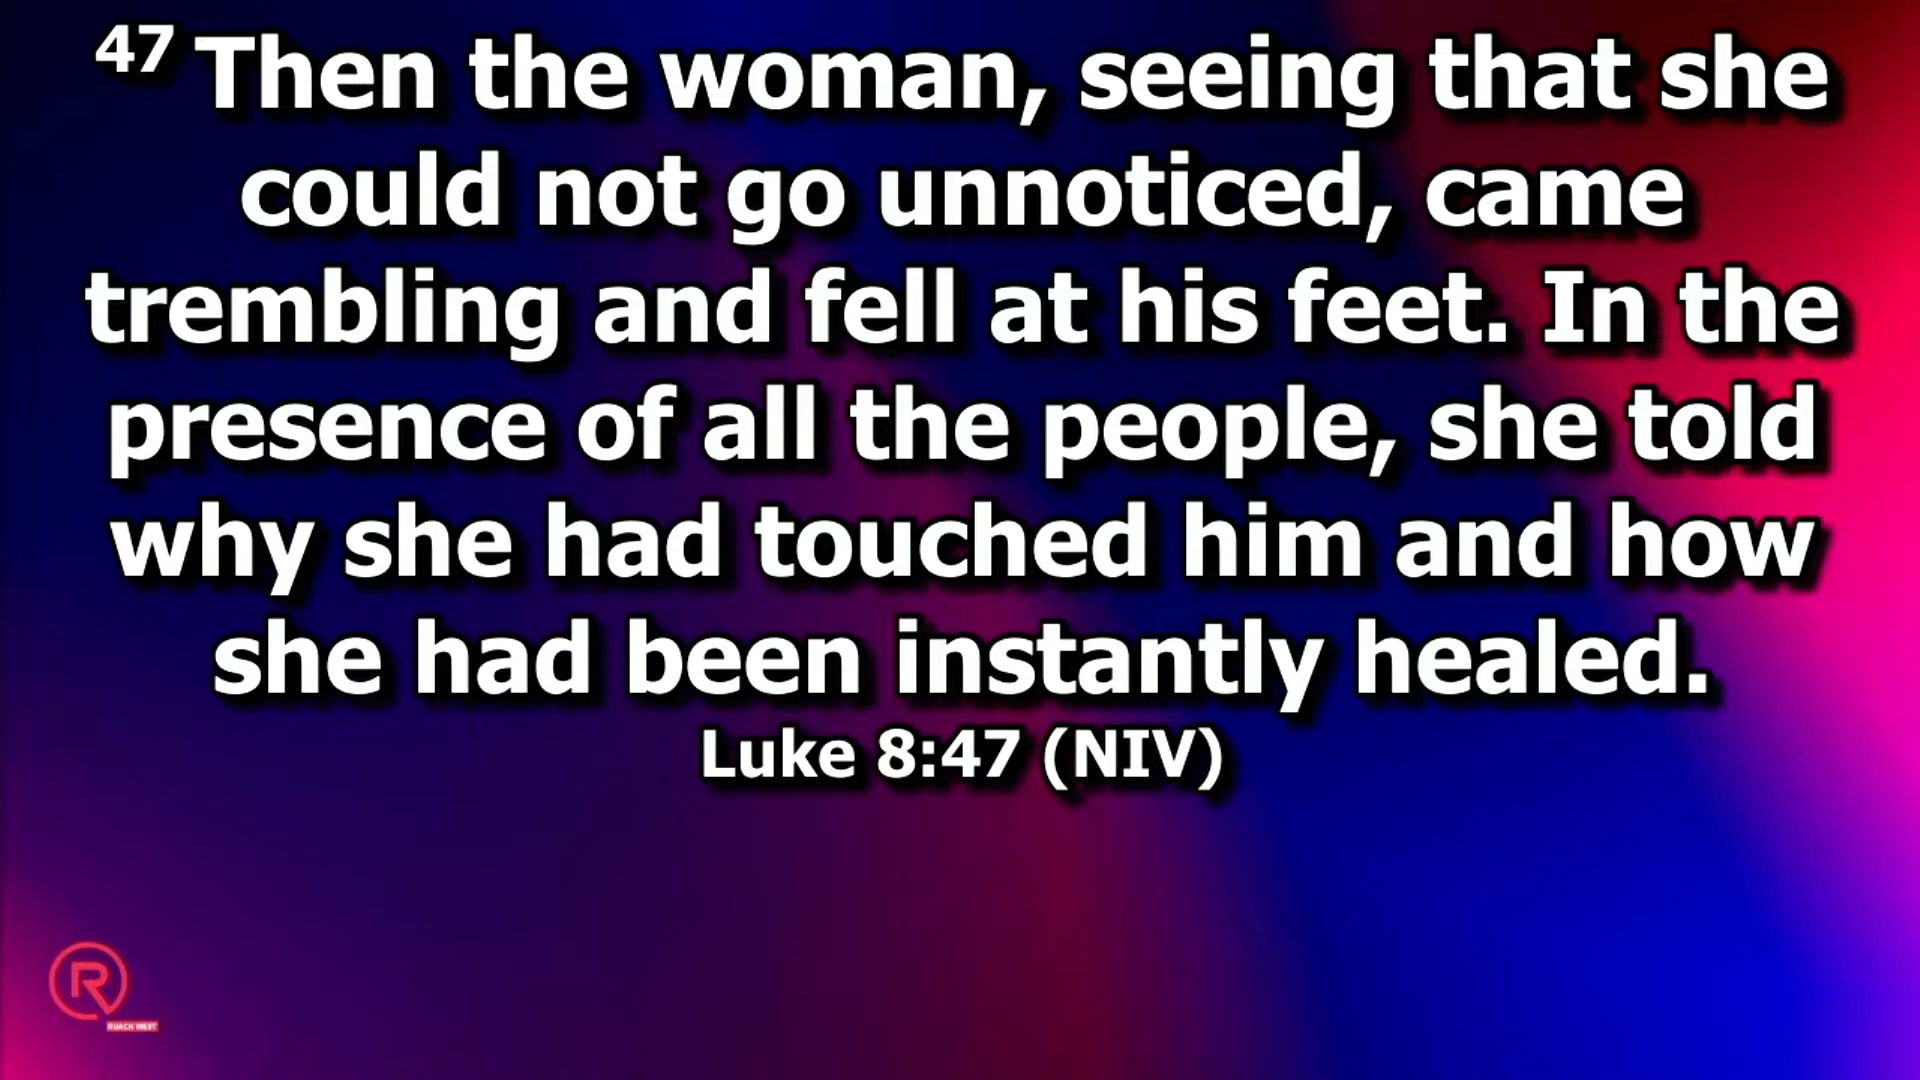 47 Then the woman, seeing that she
could not go unnoticed, came
trembling and fell at his feet. In the
presence of all the people, she told
why she had touched him and how
she had been instantly healed.
Luke 8:47 (NIV)
R
RUACH WEST